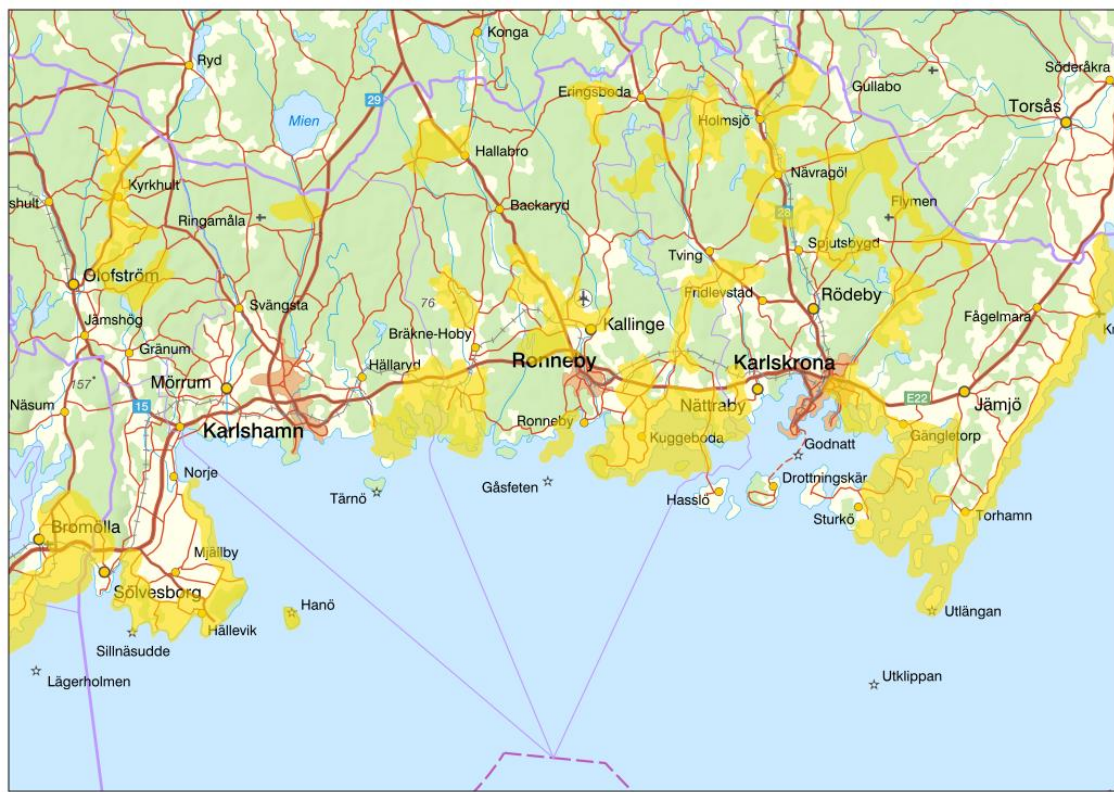 Konga
Ryd
Söderåkra
Gullabo
Eringsboda
29
Torsås
Mien
Holmsjö
Hallabro
Nävragöl
Kyrkhult
shult
Flymen
Backaryd
28
Ringamåla
Spjutsbygd
Tving
Olofström
Fridlevstad
Rödeby
76
Svängsta
Fågelmara
Jämshög
Kallinge
Kr
Bräkne-Hoby
Gränum
Ronneby
Karlskrona
Hällaryd
157
Mörrum
E22
Näsum
15
Nättraby
Jämjö
Karlshamn
Ronneby
Kuggeboda
Gängletorp
Godnatt
Norje
Drottningskär
Gåsfeten
Tärnö
Hasslö
Sturkö
Torhamn
Bromölla
Mjällby
Sölvesborg
Hanö
Utlängan
Hällevik
Sillnäsudde
Utklippan
Lägerholmen